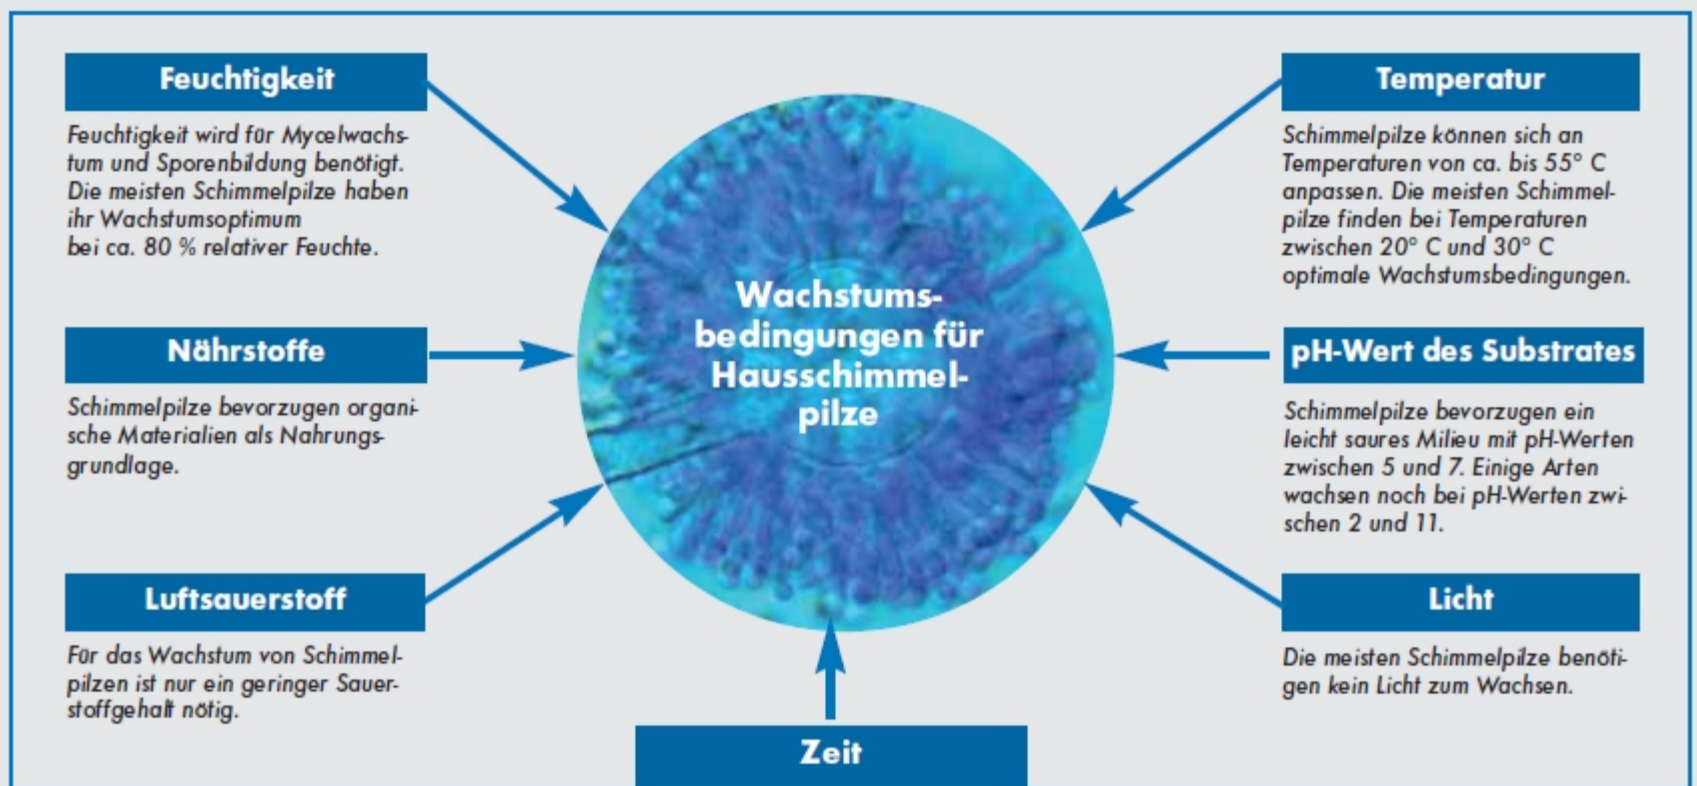 Feuchtigkeit
Feuchtigkeit wird für Mycelwachs-
tum und Sporenbildung benötigt.
Die meisten Schimmelpilze haben
ihr Wachstumsoptimum
bei ca. 80 % relativer Feuchte.
Nährstoffe
Schimmelpilze bevorzugen organi-
sche Materialien als Nahrungs-
grundlage.
Luftsauerstoff
Für das Wachstum von Schimmel-
pilzen ist nur ein geringer Sauer-
stoffgehalt nötig.
Wachstums-
bedingungen für
Hausschimmel-
pilze
Zeit
Temperatur
Schimmelpilze können sich an
Temperaturen von ca. bis 55° C
anpassen. Die meisten Schimmel-
pilze finden bei Temperaturen
zwischen 20° C und 30° C
optimale Wachstumsbedingungen.
pH-Wert des Substrates
Schimmelpilze bevorzugen ein
leicht saures Milieu mit pH-Werten
zwischen 5 und 7. Einige Arten
wachsen noch bei pH-Werten zwi-
schen 2 und 11.
Licht
Die meisten Schimmelpilze benöti-
gen kein Licht zum Wachsen.